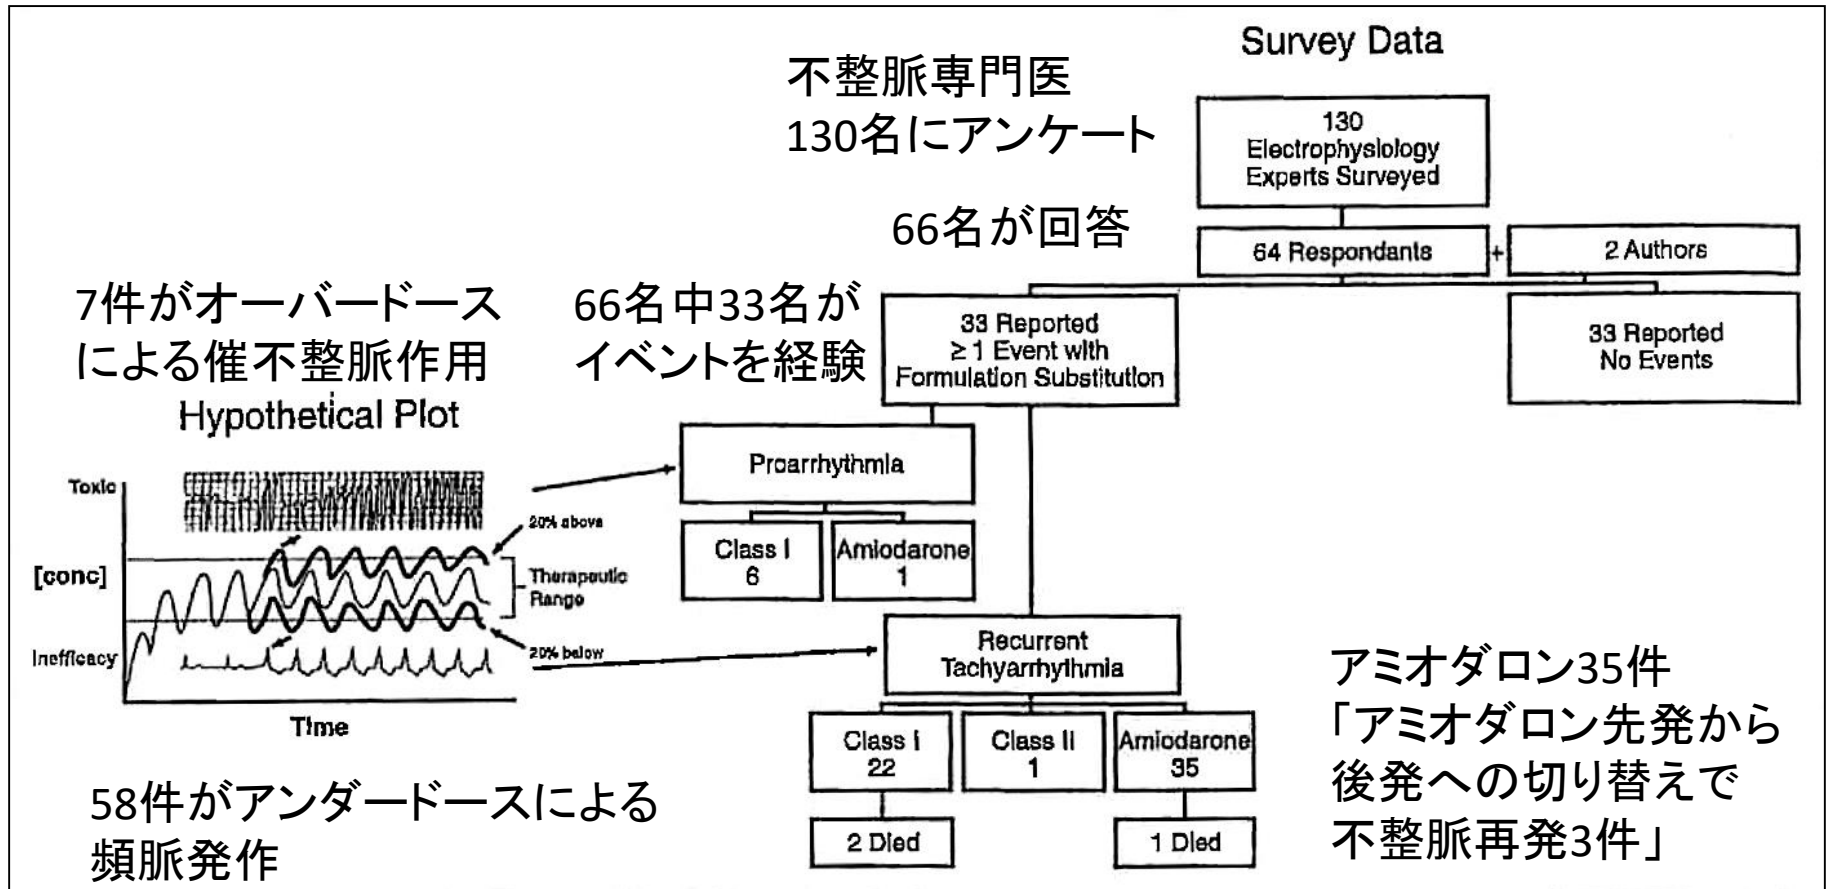 Survey Data
不整脈専門医
130名にアンケート
130
Electrophysiology
Experts Surveyed
66名が回答
64 Respondants
+
2 Authors
7件がオーバードース
による催不整脈作用
66名中33名が
イベントを経験
33 Reported
≥ 1 Event with
Formulation Substitution
33 Reported
No Events
Hypothetical Plot
Toxic
[conc]
Inefficacy
20% above
Therapeutic
Range
20% below
Time
Proarrhythmia
Class I
6
Amiodarone
1
Recurrent
Tachyarrhythmia
Class I
22
Class II
1
Amiodarone
35
2 Died
1 Died
58件がアンダードースによる
頻脈発作
アミオダロン35件
「アミオダロン先発から
後発への切り替えで
不整脈再発3件」